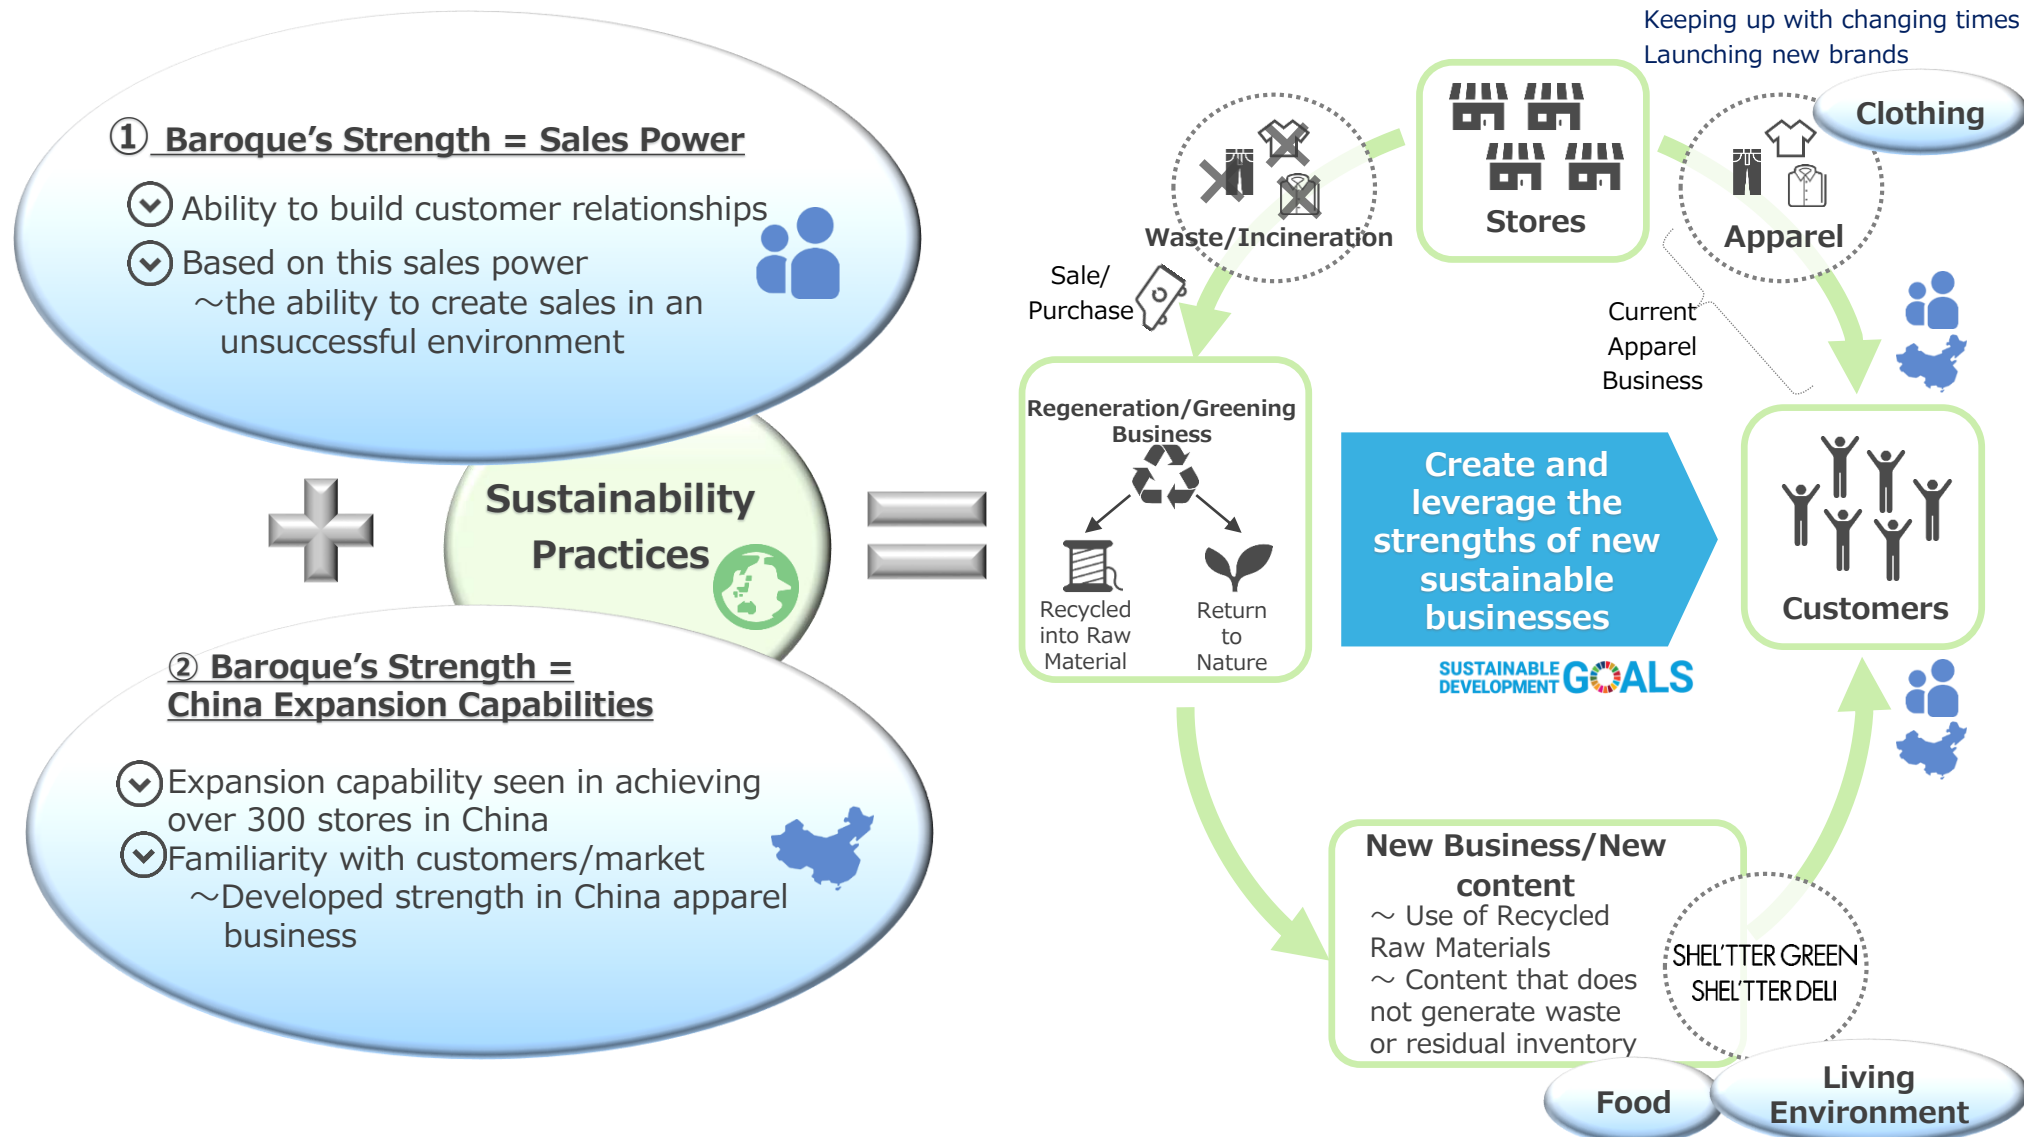 ① Baroque’s Strength = Sales Power
Ability to build customer relationships
Based on this sales power
～the ability to create sales in an
unsuccessful environment
Sustainability
Practices
② Baroque’s Strength =
China Expansion Capabilities
Expansion capability seen in achieving
over 300 stores in China
Familiarity with customers/market
～Developed strength in China apparel
business
Keeping up with changing times
Launching new brands
Clothing
Stores
Apparel
Waste/Incineration
Sale/
Purchase
Current
Apparel
Business
Regeneration/Greening
Business
Recycled
into Raw
Material
Return
to
Nature
Create and
leverage the
strengths of new
sustainable
businesses
SUSTAINABLE
DEVELOPMENT GOALS
Customers
New Business/New
content
～ Use of Recycled
Raw Materials
～ Content that does
not generate waste
or residual inventory
SHEL'TTER GREEN
SHEL'TTER DELI
Food
Living
Environment